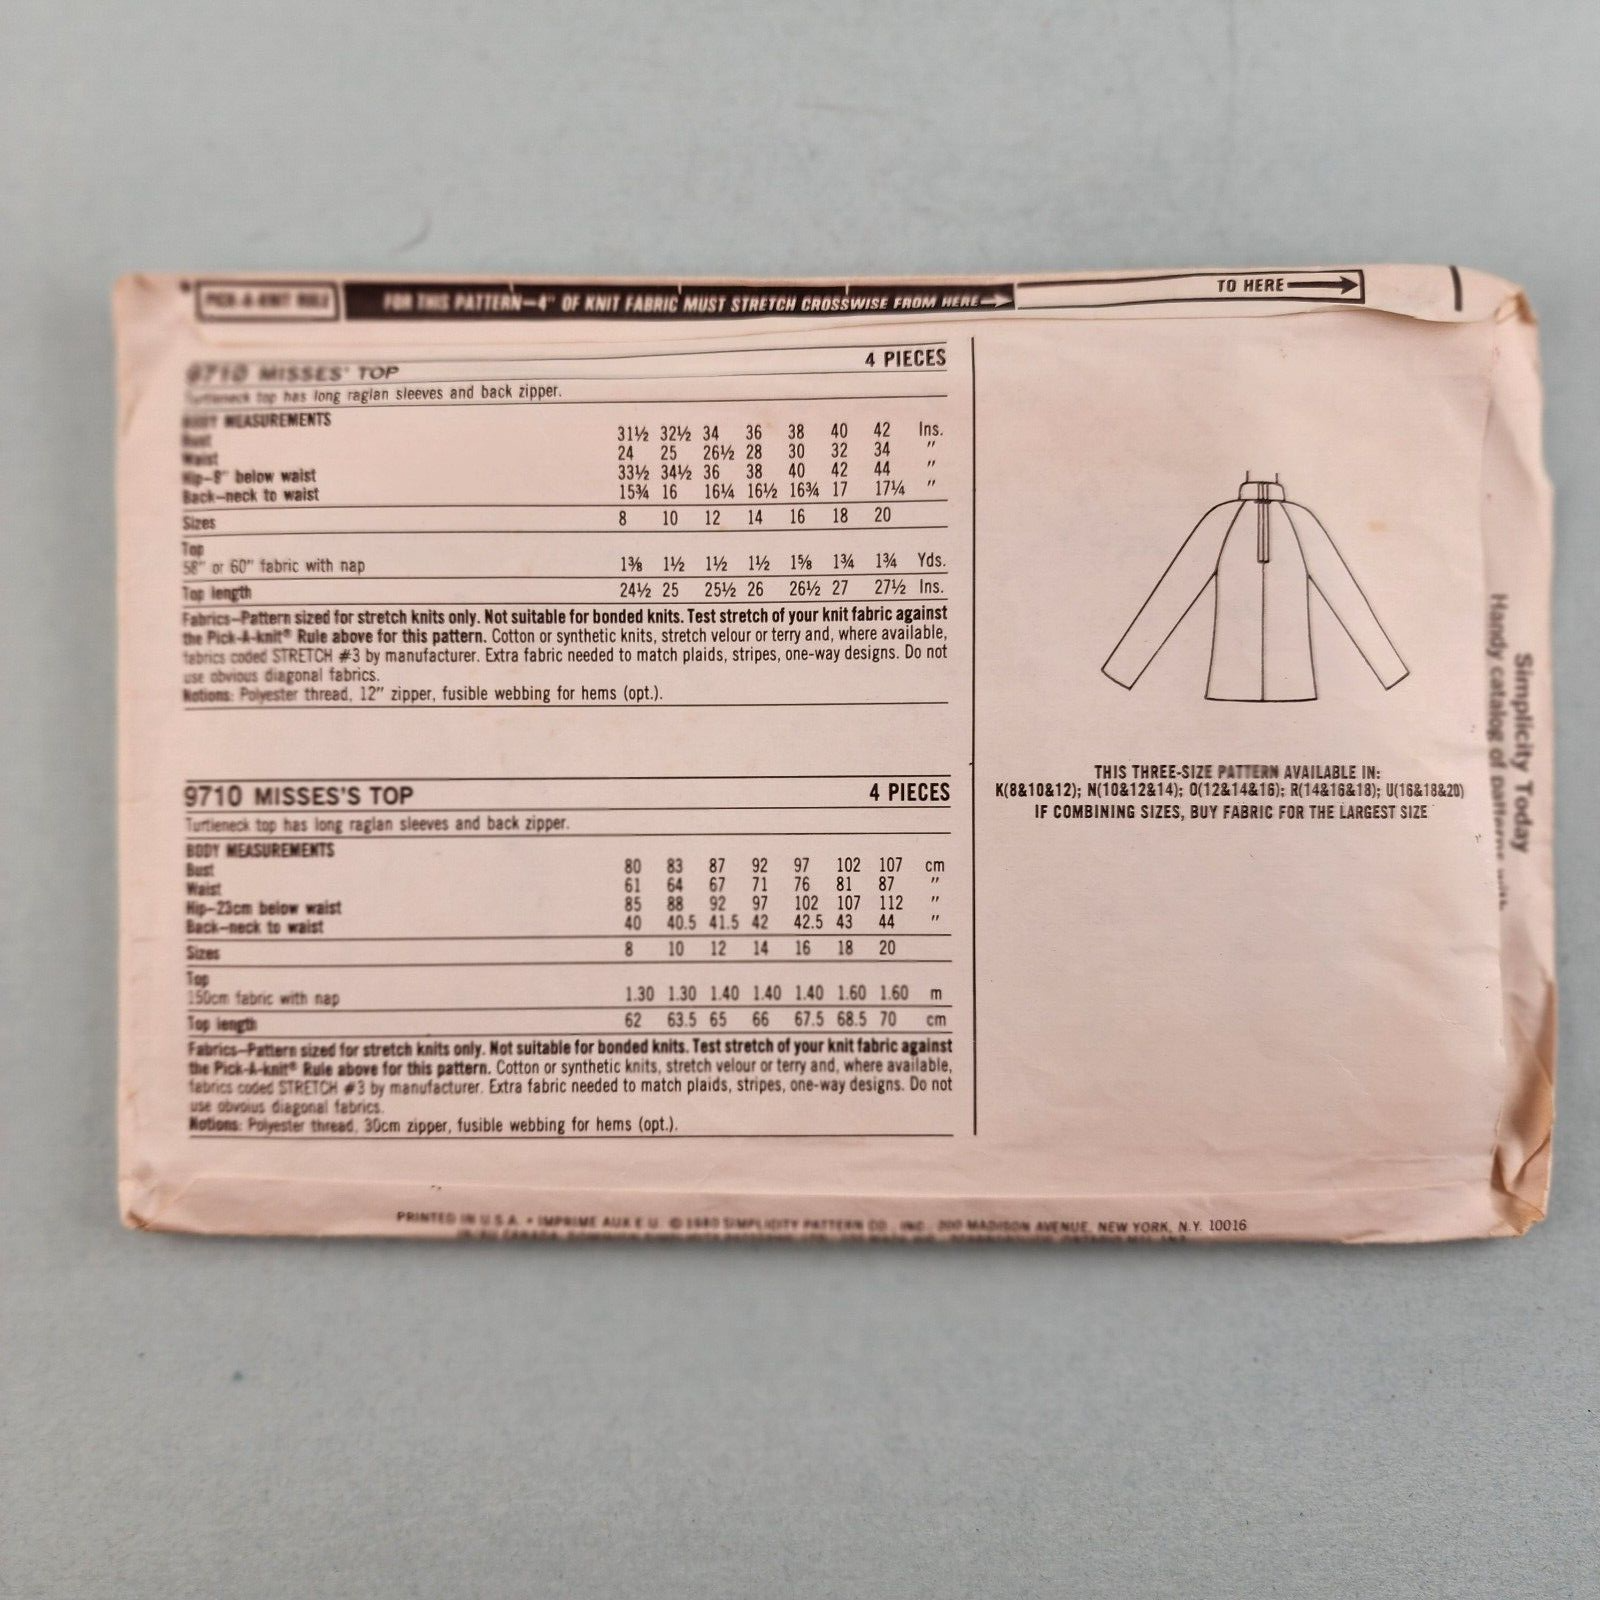 PICK-A-KNIT RULE
FOR THIS PATTERN—4" OF KNIT FABRIC MUST STRETCH CROSSWISE FROM HERE
TO HERE
9710 MISSES' TOP 4 PIECES
Turtleneck top has long raglan sleeves and back zipper.
BODY MEASUREMENTS
Bust 31½ 32½ 34 36 38 40 42 Ins.
Waist 24 25 26½ 28 30 32 34 "
Hip–9" below waist 33½ 34½ 36 38 40 42 44 "
Back–neck to waist 15¾ 16 16¼ 16½ 16¾ 17 17¼ "
Sizes 8 10 12 14 16 18 20
Top
58" or 60" fabric with nap 1⅜ 1½ 1½ 1½ 1⅝ 1¾ 1¾ Yds.
Top length 24½ 25 25½ 26 26½ 27 27½ Ins.
Fabrics–Pattern sized for stretch knits only. Not suitable for bonded knits. Test stretch of your knit fabric against
the Pick-A-knit® Rule above for this pattern. Cotton or synthetic knits, stretch velour or terry and, where available,
fabrics coded STRETCH #3 by manufacturer. Extra fabric needed to match plaids, stripes, one-way designs. Do not
use obvious diagonal fabrics.
Notions: Polyester thread, 12" zipper, fusible webbing for hems (opt.).
9710 MISSES'S TOP 4 PIECES
Turtleneck top has long raglan sleeves and back zipper.
BODY MEASUREMENTS
Bust 80 83 87 92 97 102 107 cm
Waist 61 64 67 71 76 81 87 "
Hip–23cm below waist 85 88 92 97 102 107 112 "
Back–neck to waist 40 40.5 41.5 42 42.5 43 44 "
Sizes 8 10 12 14 16 18 20
Top
150cm fabric with nap 1.30 1.30 1.40 1.40 1.40 1.60 1.60 m
Top length 62 63.5 65 66 67.5 68.5 70 cm
Fabrics–Pattern sized for stretch knits only. Not suitable for bonded knits. Test stretch of your knit fabric against
the Pick-A-knit® Rule above for this pattern. Cotton or synthetic knits, stretch velour or terry and, where available,
fabrics coded STRETCH #3 by manufacturer. Extra fabric needed to match plaids, stripes, one-way designs. Do not
use obvoius diagonal fabrics.
Notions: Polyester thread, 30cm zipper, fusible webbing for hems (opt.).
THIS THREE-SIZE PATTERN AVAILABLE IN:
K(8&10&12); N(10&12&14); O(12&14&16); R(14&16&18); U(16&18&20)
IF COMBINING SIZES, BUY FABRIC FOR THE LARGEST SIZE
Simplicity Today
Handy catalog of patterns with
PRINTED IN U.S.A. • IMPRIME AUX E.U. © 1980 SIMPLICITY PATTERN CO. INC. 200 MADISON AVENUE, NEW YORK, N.Y. 10016